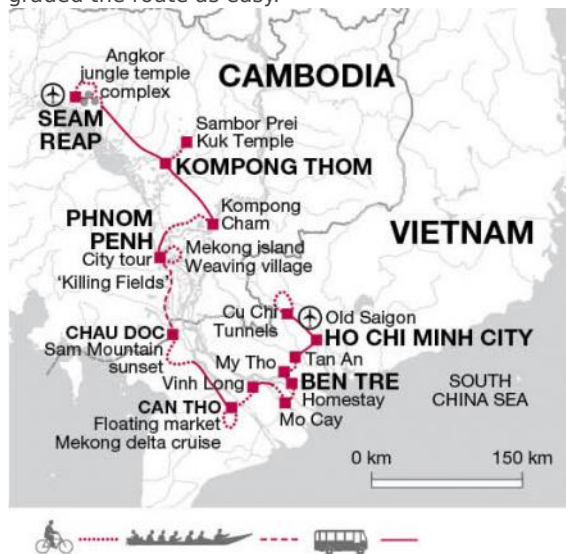 graded the route as easy.
Angkor
jungle temple
complex
CAMBODIA
SEAM
REAP
Sambor Prei
Kuk Temple
KOMPONG THOM
Kompong
Cham
PHNOM
PENH
City tour
'Killing Fields'
Mekong island
Weaving village
VIETNAM
Cu Chi
Tunnels
Old Saigon
HO CHI MINH CITY
CHAU DOC
Sam Mountain
sunset
My Tho
Tan An
Vinh Long
BEN TRE
Homestay
SOUTH
CHINA SEA
CAN THO
Floating market
Mekong delta cruise
Mo Cay
0 km
150 km